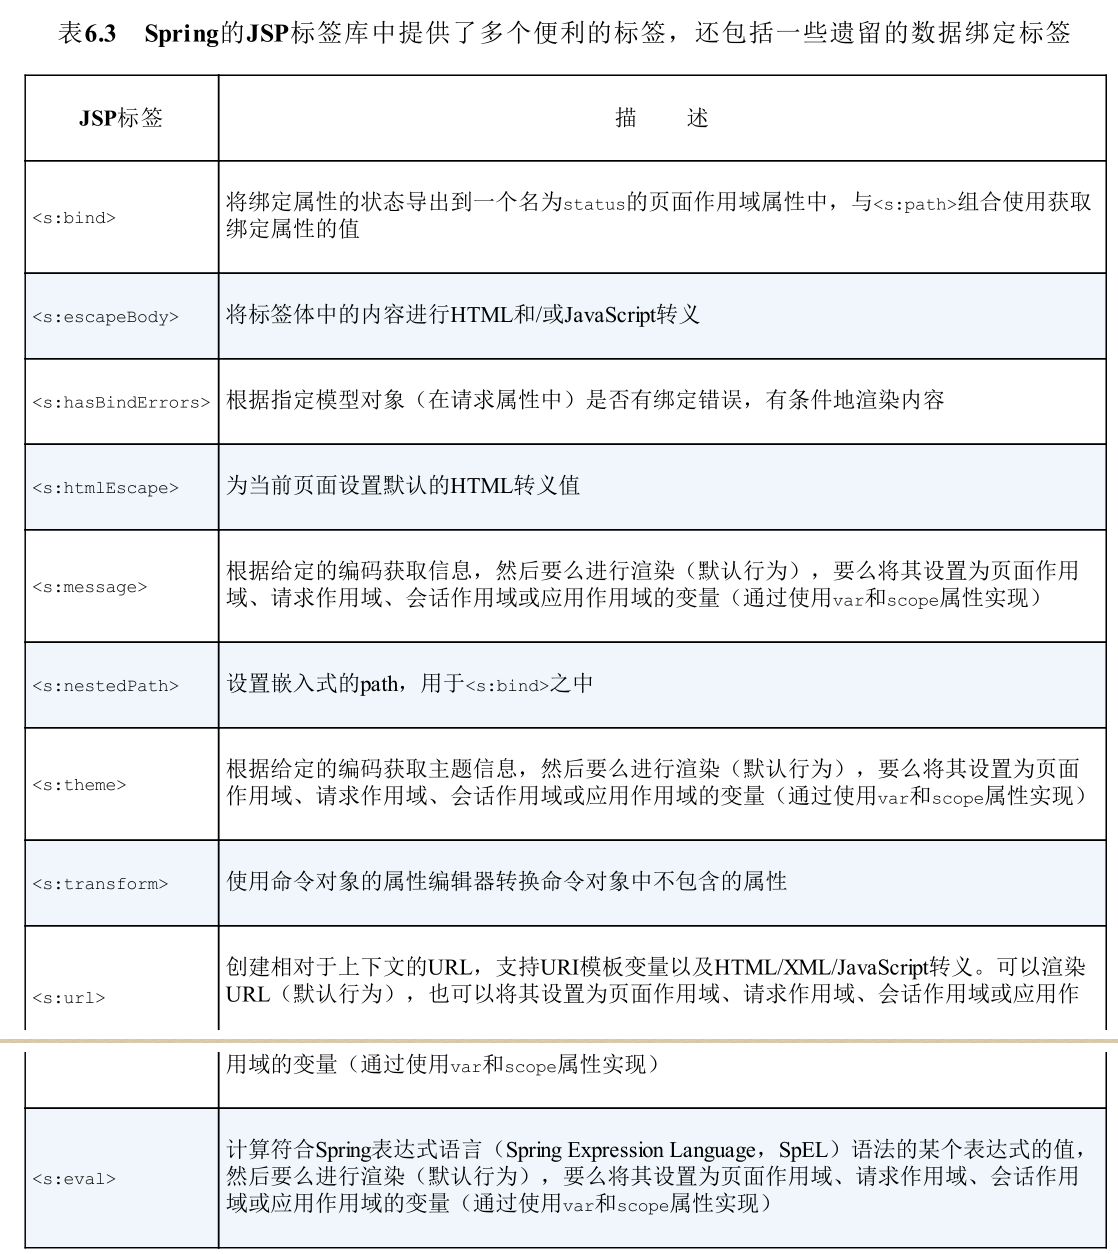 表6.3 Spring的JSP标签库中提供了多个便利的标签，还包括一些遗留的数据绑定标签
JSP标签 描 述
<s:bind>
将绑定属性的状态导出到一个名为status的页面作用域属性中，与<s:path>组合使用获取
绑定属性的值
<s:escapeBody>
将标签体中的内容进行HTML和/或JavaScript转义
<s:hasBindErrors>
根据指定模型对象（在请求属性中）是否有绑定错误，有条件地渲染内容
<s:htmlEscape>
为当前页面设置默认的HTML转义值
<s:message>
根据给定的编码获取信息，然后要么进行渲染（默认行为），要么将其设置为页面作用
域、请求作用域、会话作用域或应用作用域的变量（通过使用var和scope属性实现）
<s:nestedPath>
设置嵌入式的path，用于<s:bind>之中
<s:theme>
根据给定的编码获取主题信息，然后要么进行渲染（默认行为），要么将其设置为页面
作用域、请求作用域、会话作用域或应用作用域的变量（通过使用var和scope属性实现）
<s:transform>
使用命令对象的属性编辑器转换命令对象中不包含的属性
<s:url>
创建相对于上下文的URL，支持URI模板变量以及HTML/XML/JavaScript转义。可以渲染
URL（默认行为），也可以将其设置为页面作用域、请求作用域、会话作用域或应用作
用域的变量（通过使用var和scope属性实现）
<s:eval>
计算符合Spring表达式语言（Spring Expression Language，SpEL）语法的某个表达式的值，
然后要么进行渲染（默认行为），要么将其设置为页面作用域、请求作用域、会话作用
域或应用作用域的变量（通过使用var和scope属性实现）